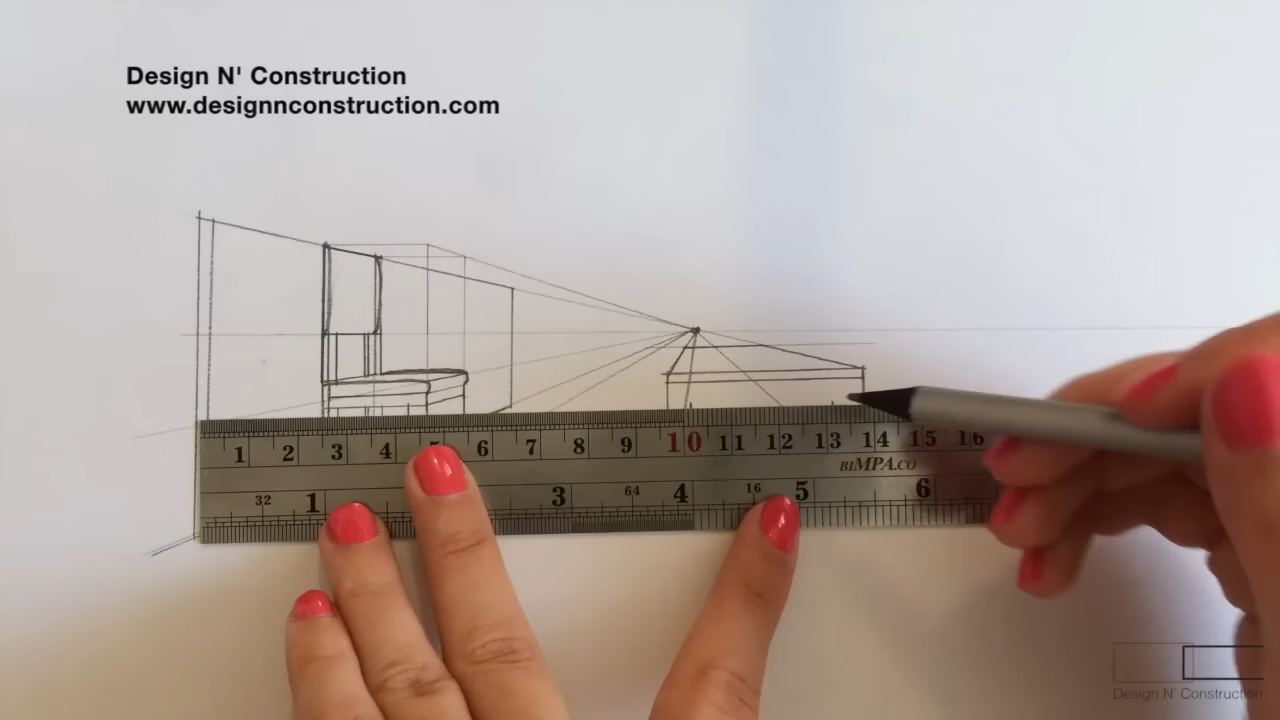 Design N' Construction
www.designnconstruction.com
1 2 3 4 5 6 7 8 9 10 11 12 13 14 15 16
BIMPA.CO
32 1 3 64 4 16 5 6
Design N' Construction